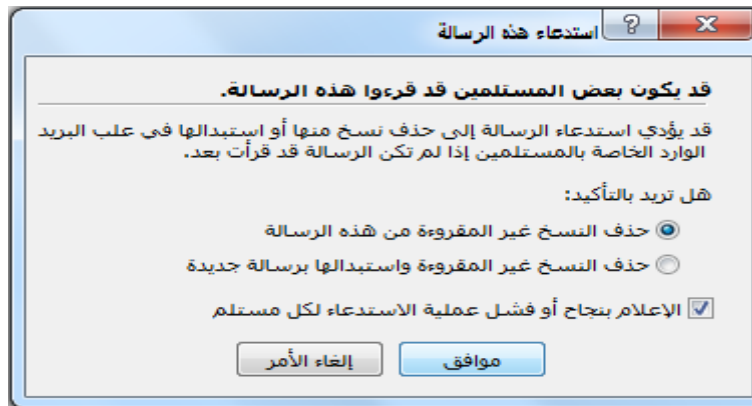 استدعاء هذه الرسالة
قد يكون بعض المستلمين قد قرءوا هذه الرسالة.
قد يؤدي استدعاء الرسالة إلى حذف نسخ منها أو استبدالها في علب البريد
الوارد الخاصة بالمستلمين إذا لم تكن الرسالة قد قرأت بعد.
هل تريد بالتأكيد:
حذف النسخ غير المقروءة من هذه الرسالة
حذف النسخ غير المقروءة واستبدالها برسالة جديدة
الإعلام بنجاح أو فشل عملية الاستدعاء لكل مستلم
موافق
إلغاء الأمر